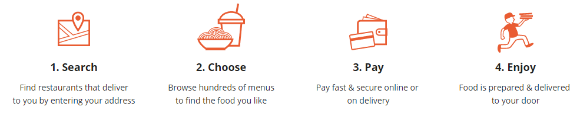 1. Search
Find restaurants that deliver
to you by entering your address
2. Choose
Browse hundreds of menus
to find the food you like
3. Pay
Pay fast & secure online or
on delivery
4. Enjoy
Food is prepared & delivered
to your door